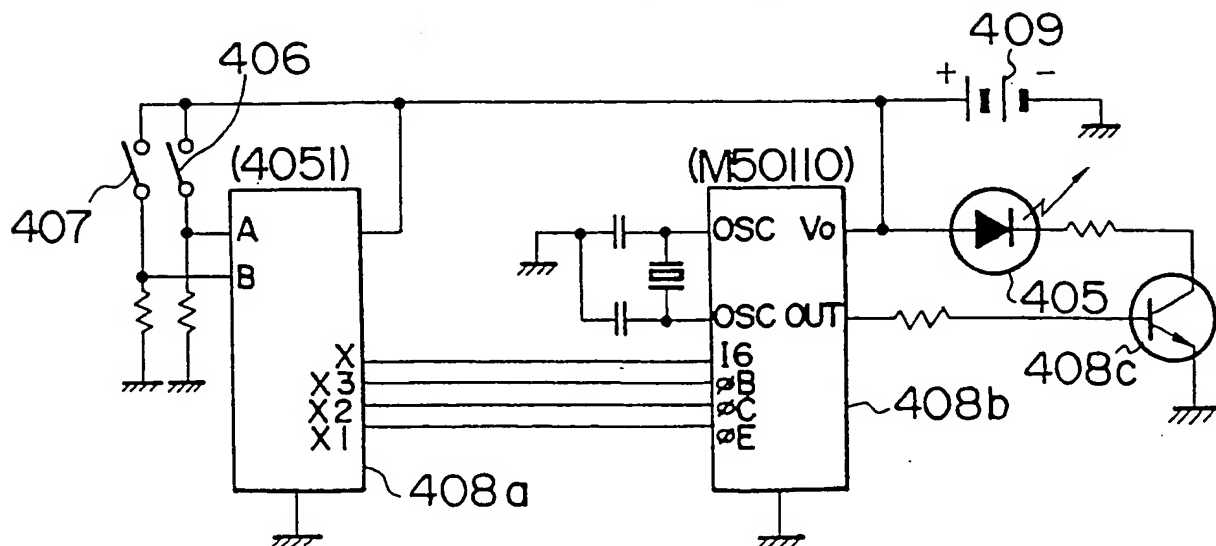 409
406
+ -
(4051)
(M50110)
407
A
OSC Vo
B
405
OSC OUT
X I6
408c
X3 øB
X2 øC
408b
X1 øE
408a